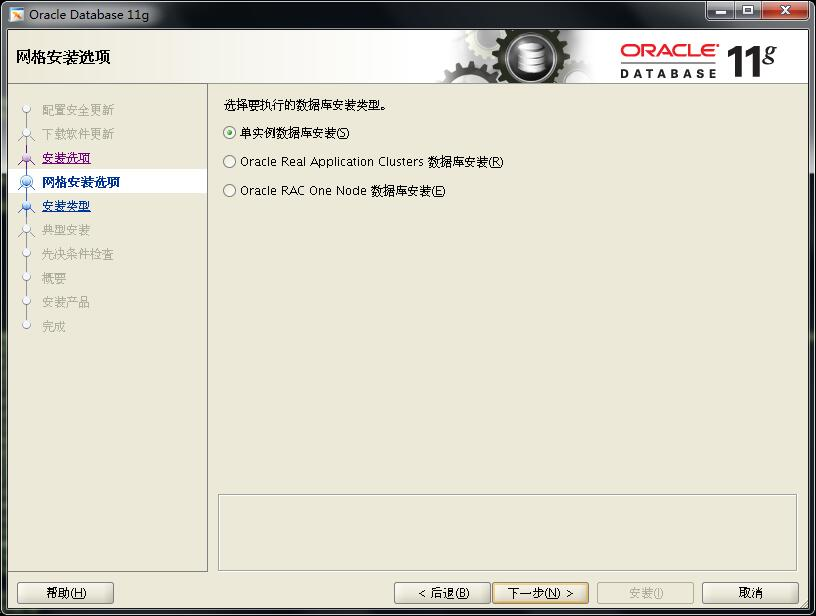 Oracle Database 11g
网格安装选项
ORACLE
DATABASE 11g
配置安全更新
下载软件更新
安装选项
网格安装选项
安装类型
典型安装
先决条件检查
概要
安装产品
完成
选择要执行的数据库安装类型。
单实例数据库安装(S)
Oracle Real Application Clusters 数据库安装(R)
Oracle RAC One Node 数据库安装(E)
帮助(H)
< 后退(B)
下一步(N) >
安装(I)
取消